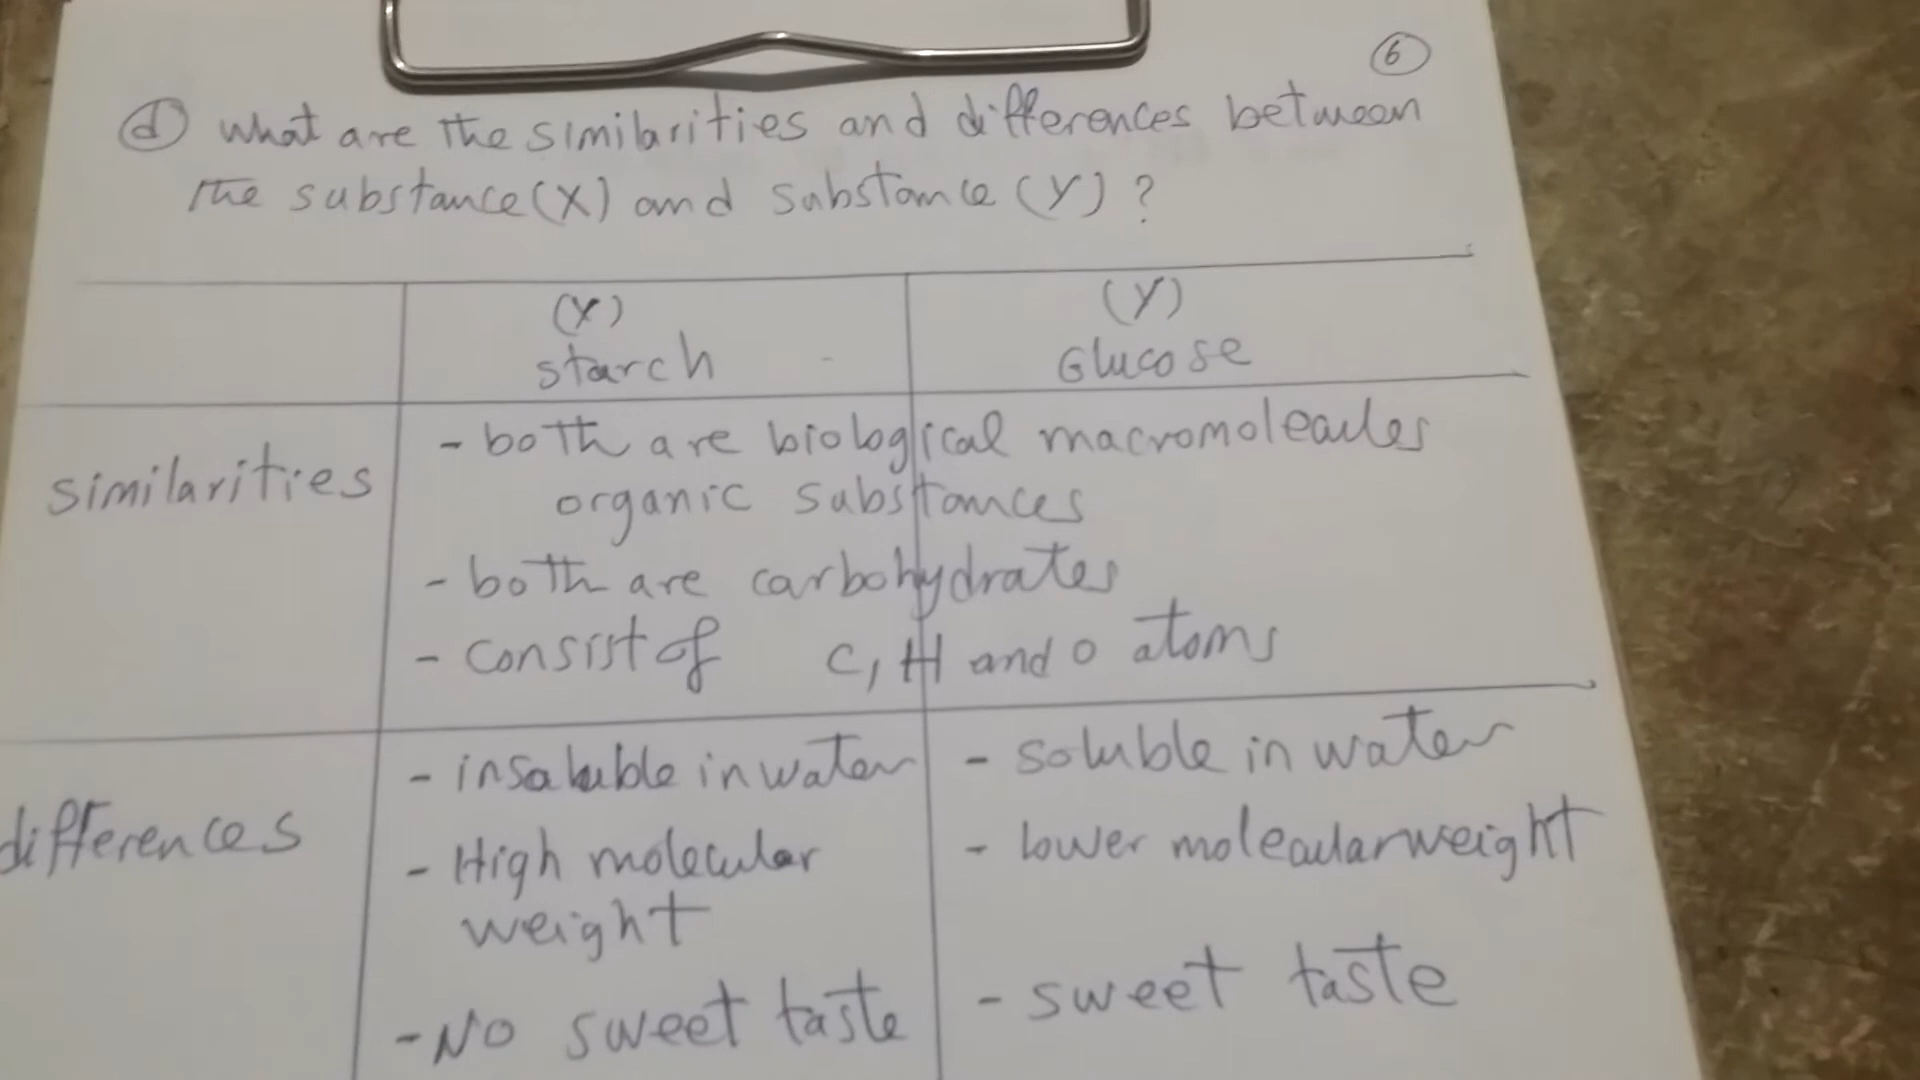 6
d What are the similarities and differences between
the substance (X) and substance (Y) ?
(X) (Y)
starch Glucose
similarities
- both are biological macromolecules
organic substances
- both are carbohydrates
- consist of C, H and O atoms
differences
- insoluble in water - soluble in water
- High molecular - lower molecular weight
weight
- NO sweet taste - sweet taste